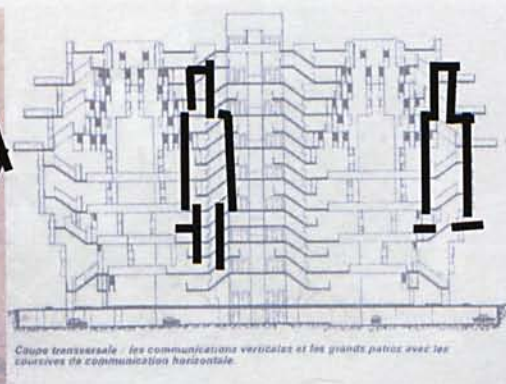 Coupe transversale : les communications verticales et les grands patios avec les
coursives de communication horizontale.